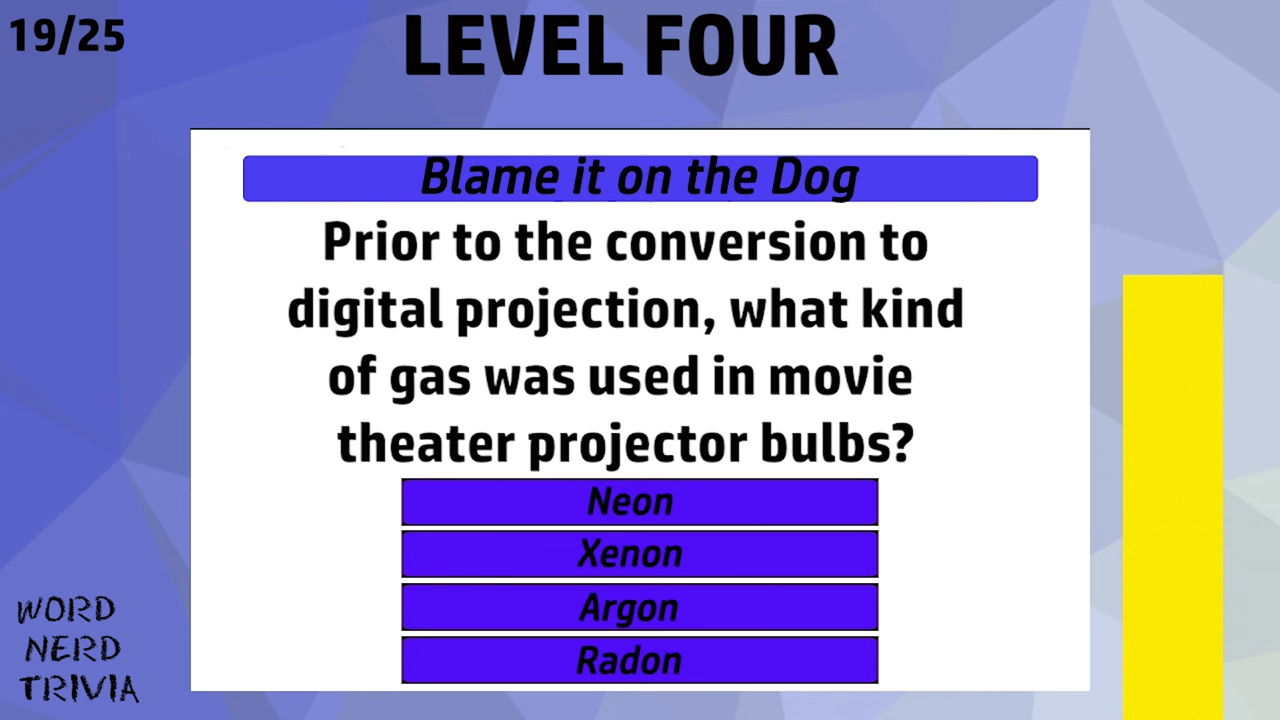 19/25
LEVEL FOUR
Blame it on the Dog
Prior to the conversion to
digital projection, what kind
of gas was used in movie
theater projector bulbs?
Neon
Xenon
Argon
Radon
WORD
NERD
TRIVIA